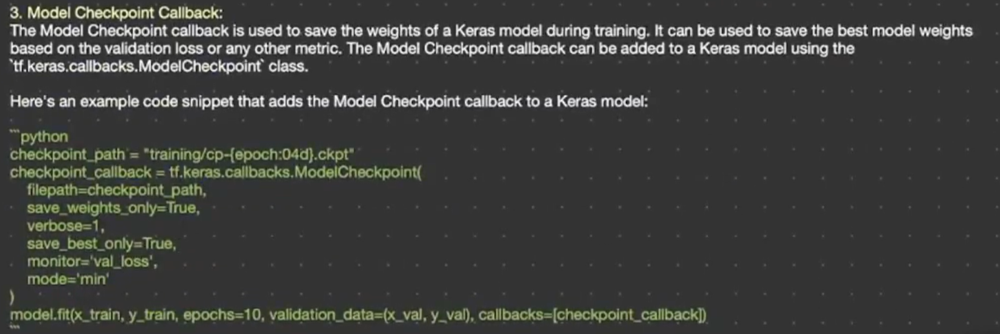 3. Model Checkpoint Callback:
The Model Checkpoint callback is used to save the weights of a Keras model during training. It can be used to save the best model weights
based on the validation loss or any other metric. The Model Checkpoint callback can be added to a Keras model using the
`tf.keras.callbacks.ModelCheckpoint` class.
Here's an example code snippet that adds the Model Checkpoint callback to a Keras model:
```python
checkpoint_path = "training/cp-{epoch:04d}.ckpt"
checkpoint_callback = tf.keras.callbacks.ModelCheckpoint(
    filepath=checkpoint_path,
    save_weights_only=True,
    verbose=1,
    save_best_only=True,
    monitor='val_loss',
    mode='min'
)
model.fit(x_train, y_train, epochs=10, validation_data=(x_val, y_val), callbacks=[checkpoint_callback])
```